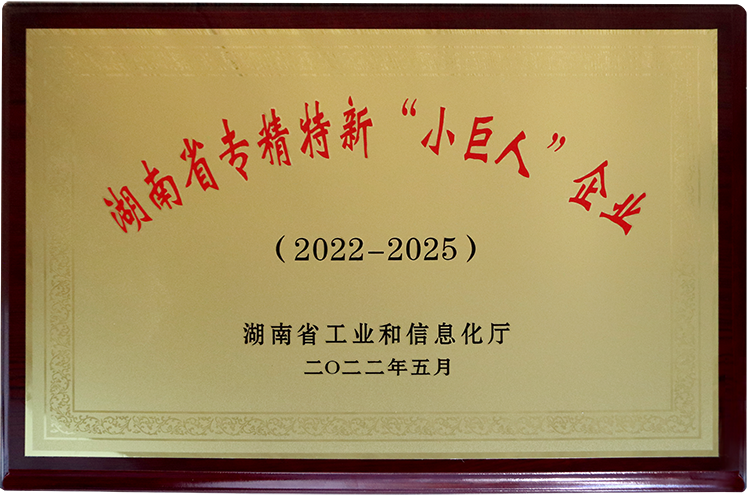 湖南省专精特新“小巨人”企业
（2022-2025）
湖南省工业和信息化厅
二〇二二年五月